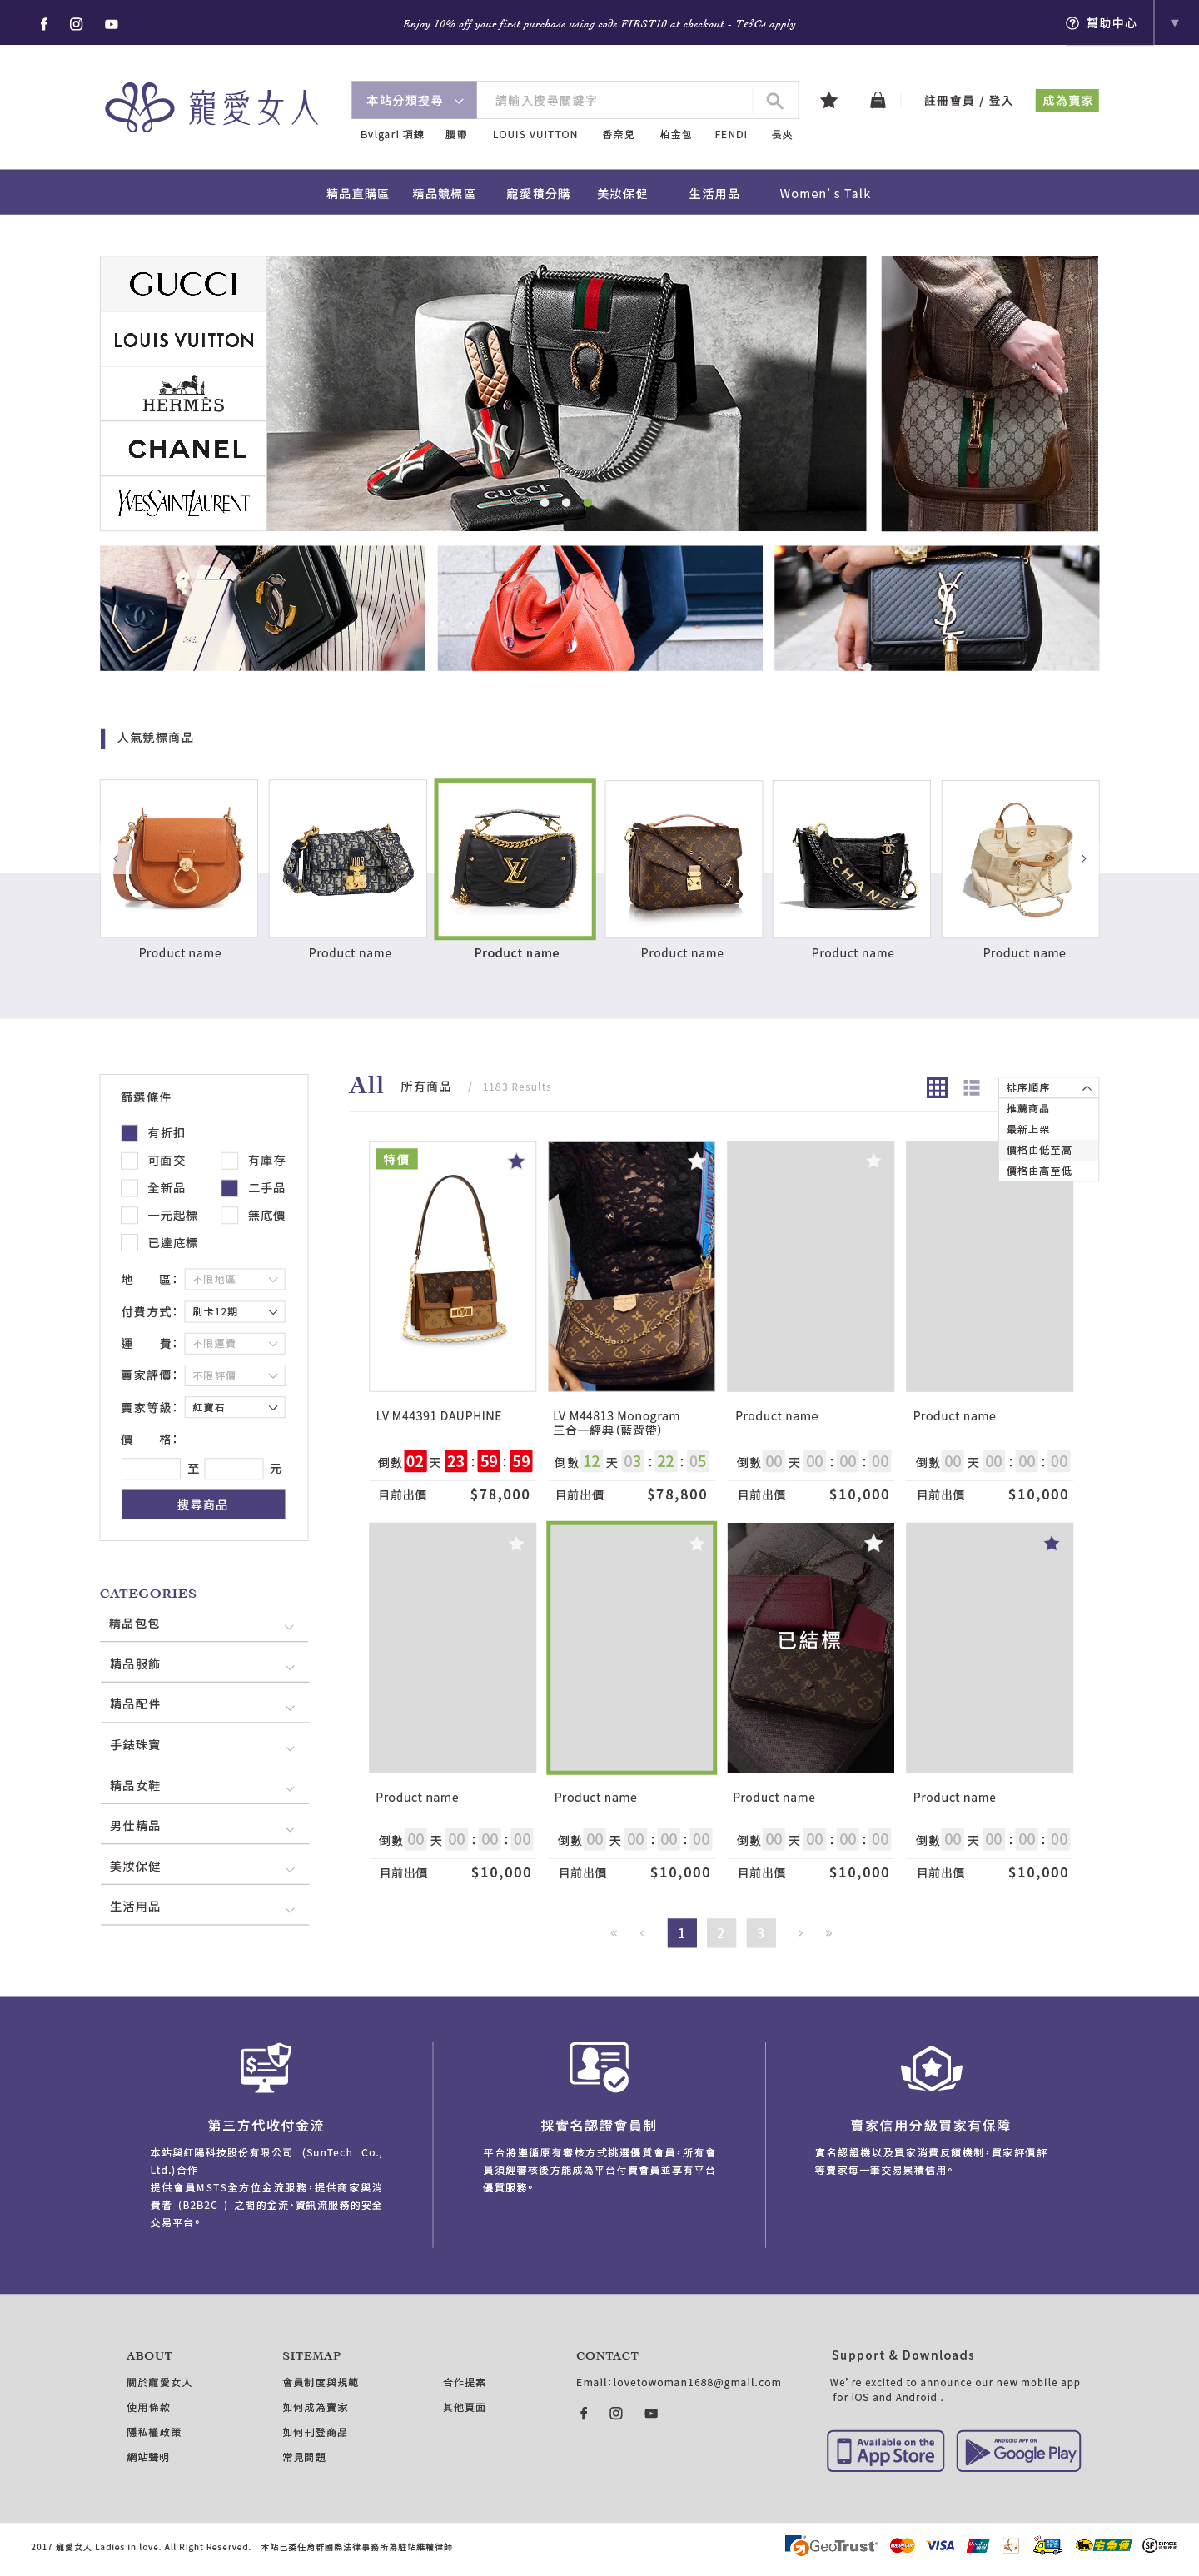 Enjoy 10% off your first purchase using code FIRST10 at checkout - T&Cs apply
幫助中心
寵愛女人
本站分類搜尋
請輸入搜尋關鍵字
註冊會員 / 登入
成為賣家
Bvlgari 項鍊 腰帶 LOUIS VUITTON 香奈兒 柏金包 FENDI 長夾
精品直購區 精品競標區 寵愛積分購 美妝保健 生活用品 Women's Talk
GUCCI
LOUIS VUITTON
HERMÈS
CHANEL
YVESSAINTLAURENT
GUCCI
人氣競標商品
CHANEL
Product name Product name Product name Product name Product name Product name
篩選條件
有折扣
可面交 有庫存
全新品 二手品
一元起標 無底價
已達底標
地 區： 不限地區
付費方式： 刷卡12期
運 費： 不限運費
賣家評價： 不限評價
賣家等級： 紅寶石
價 格：
至 元
搜尋商品
CATEGORIES
精品包包
精品服飾
精品配件
手錶珠寶
精品女鞋
男仕精品
美妝保健
生活用品
All 所有商品 / 1183 Results
排序順序
推薦商品
最新上架
價格由低至高
價格由高至低
特價
LV M44391 DAUPHINE
倒數 02 天 23 : 59 : 59
目前出價 $78,000
LV M44813 Monogram
三合一經典（藍背帶）
倒數 12 天 03 : 22 : 05
目前出價 $78,800
Product name
倒數 00 天 00 : 00 : 00
目前出價 $10,000
Product name
倒數 00 天 00 : 00 : 00
目前出價 $10,000
Product name
倒數 00 天 00 : 00 : 00
目前出價 $10,000
Product name
倒數 00 天 00 : 00 : 00
目前出價 $10,000
已結標
Product name
倒數 00 天 00 : 00 : 00
目前出價 $10,000
Product name
倒數 00 天 00 : 00 : 00
目前出價 $10,000
« ‹ 1 2 3 › »
第三方代收付金流
本站與紅陽科技股份有限公司 (SunTech Co.,
Ltd.)合作
提供會員MSTS全方位金流服務，提供商家與消
費者 (B2B2C ) 之間的金流、資訊流服務的安全
交易平台。
採實名認證會員制
平台將遵循原有審核方式挑選優質會員，所有會
員須經審核後方能成為平台付費會員並享有平台
優質服務。
賣家信用分級買家有保障
實名認證機以及買家消費反饋機制，買家評價評
等賣家每一筆交易累積信用。
ABOUT
關於寵愛女人
使用條款
隱私權政策
網站聲明
SITEMAP
會員制度與規範
如何成為賣家
如何刊登商品
常見問題
合作提案
其他頁面
CONTACT
Email：lovetowoman1688@gmail.com
Support & Downloads
We're excited to announce our new mobile app
for iOS and Android .
Available on the
App Store
ANDROID APP ON
Google Play
2017 寵愛女人 Ladies in love. All Right Reserved. 本站已委任育群國際法律事務所為駐站維權律師
GeoTrust
MasterCard
VISA
UnionPay
宅急便
SF EXPRESS